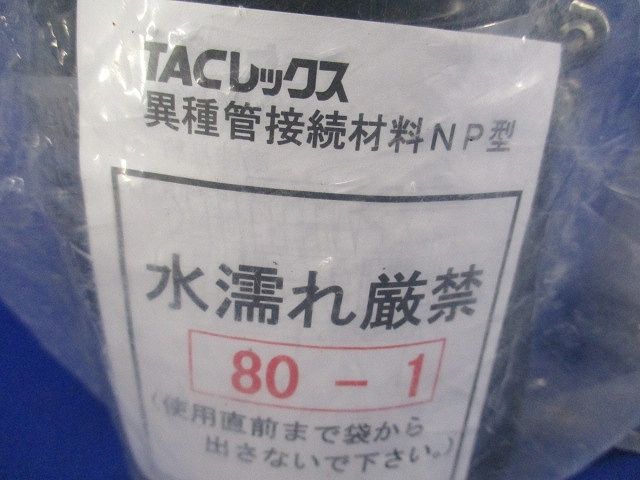 TACレックス
異種管接続材料NP型
水濡れ厳禁
80-1
(使用直前まで袋から
出さないで下さい。)